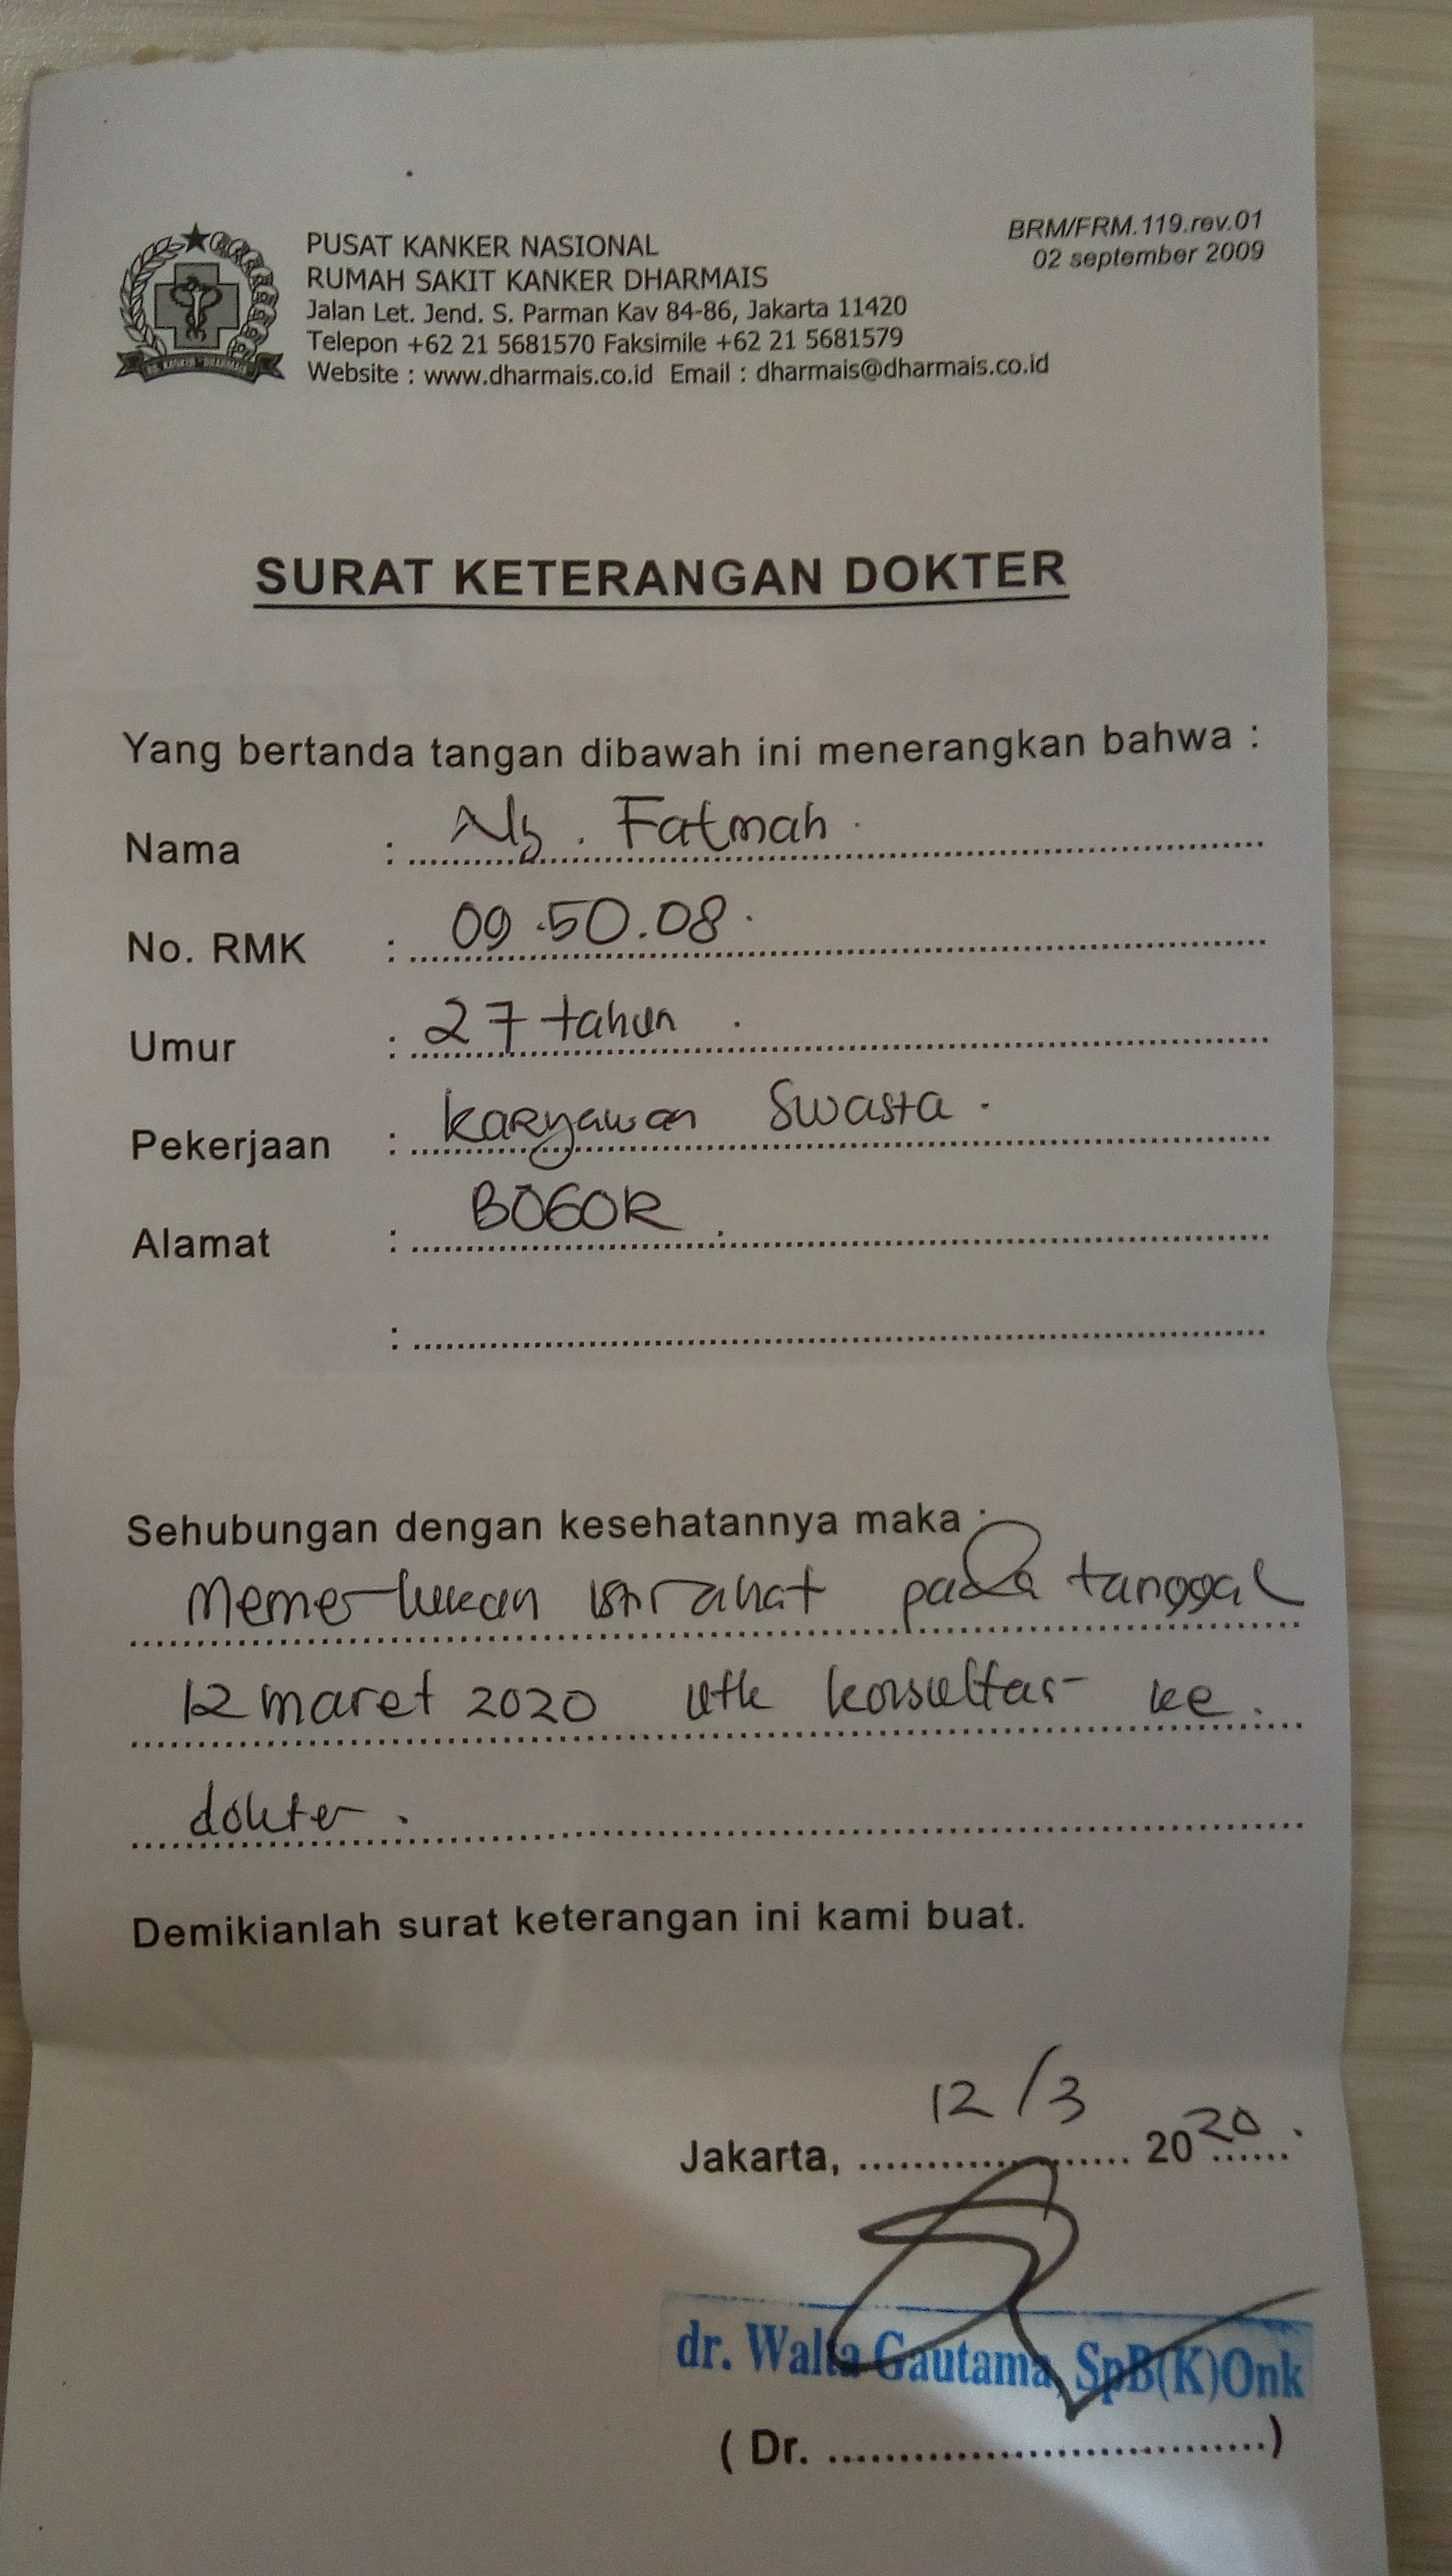 PUSAT KANKER NASIONAL
RUMAH SAKIT KANKER DHARMAIS
Jalan Let. Jend. S. Parman Kav 84-86, Jakarta 11420
Telepon +62 21 5681570 Faksimile +62 21 5681579
Website : www.dharmais.co.id Email : dharmais@dharmais.co.id
BRM/FRM.119.rev.01
02 september 2009
SURAT KETERANGAN DOKTER
Yang bertanda tangan dibawah ini menerangkan bahwa :
Nama : Ny. Fatmah
No. RMK : 09.50.08
Umur : 27 tahun
Pekerjaan : Karyawan Swasta
Alamat : BOGOR
:
Sehubungan dengan kesehatannya maka :
Memerlukan istirahat pada tanggal
12 maret 2020 utk konsultasi ke
dokter.
Demikianlah surat keterangan ini kami buat.
Jakarta, 12/3 2020
dr. Walta Gautama, SpB(K)Onk
( Dr. ........................ )